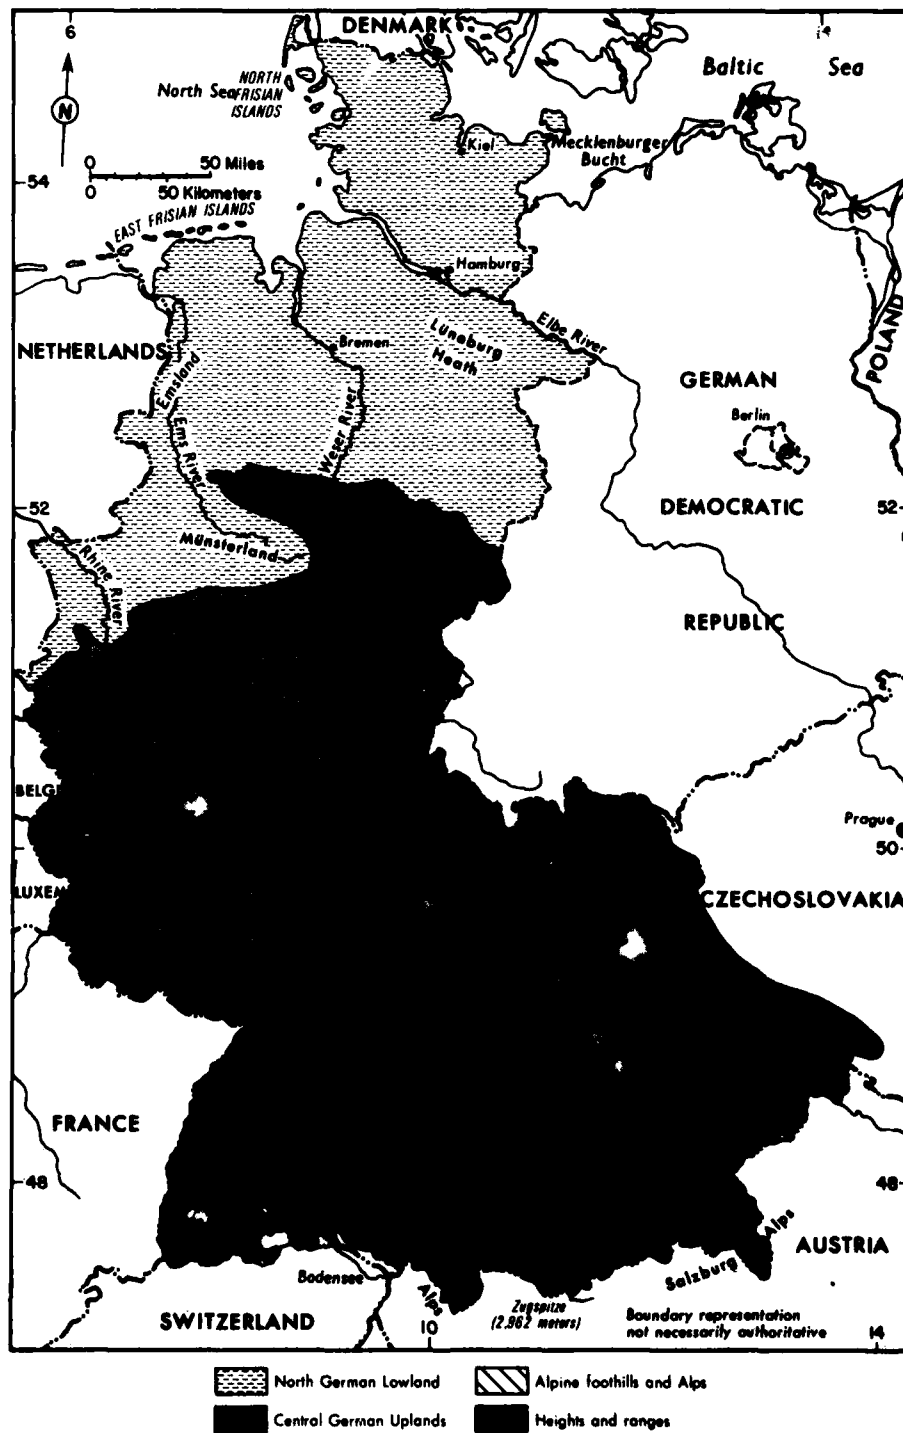 6
DENMARK
14
Baltic Sea
North Sea
NORTH
FRISIAN
ISLANDS
N
Kiel
Mecklenburger
Bucht
0 50 Miles
0 50 Kilometers
54
EAST FRISIAN ISLANDS
Hamburg
Elbe River
NETHERLANDS
Emsland
Bremen
Lüneburg
Heath
POLAND
GERMAN
Berlin
Ems River
Weser River
52
DEMOCRATIC
52
Münsterland
Rhine River
REPUBLIC
BELGI
Prague
50
LUXEM
CZECHOSLOVAKIA
FRANCE
48
48
Alps
AUSTRIA
Salzburg
Bodensee
Alps
Zugspitze
(2,962 meters)
SWITZERLAND
Boundary representation
not necessarily authoritative
10
14
North German Lowland
Alpine foothills and Alps
Central German Uplands
Heights and ranges